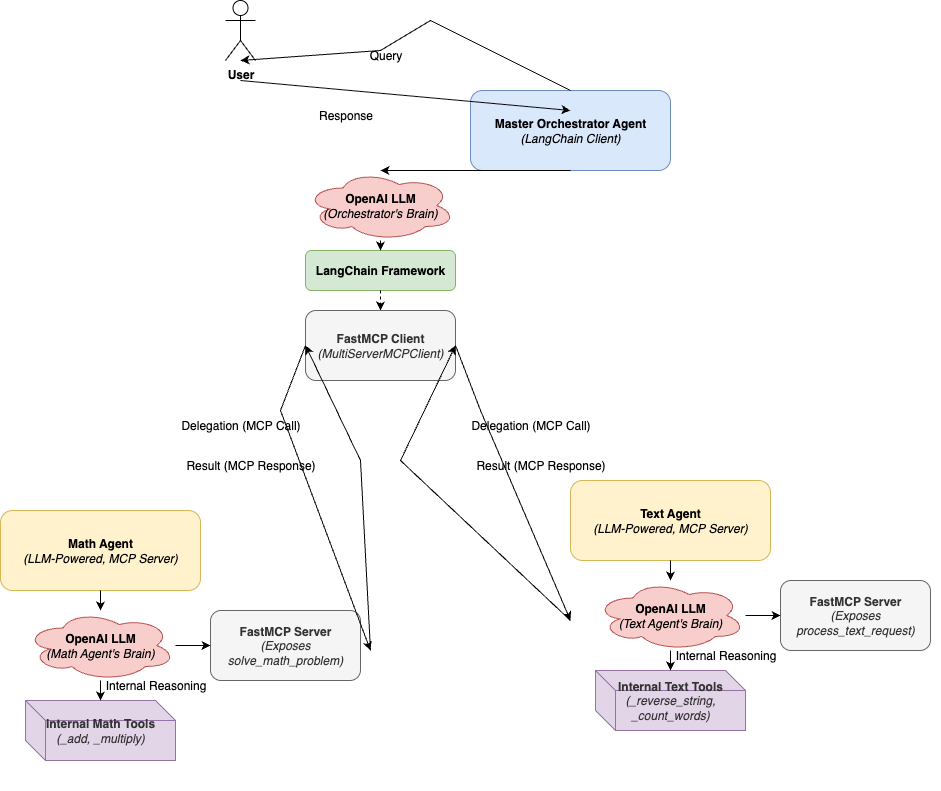 Query
User
Response
Master Orchestrator Agent
(LangChain Client)
OpenAI LLM
(Orchestrator's Brain)
LangChain Framework
FastMCP Client
(MultiServerMCPClient)
Delegation (MCP Call)
Result (MCP Response)
Delegation (MCP Call)
Result (MCP Response)
Math Agent
(LLM-Powered, MCP Server)
OpenAI LLM
(Math Agent's Brain)
FastMCP Server
(Exposes
solve_math_problem)
Internal Reasoning
Internal Math Tools
(_add, _multiply)
Text Agent
(LLM-Powered, MCP Server)
OpenAI LLM
(Text Agent's Brain)
FastMCP Server
(Exposes
process_text_request)
Internal Reasoning
Internal Text Tools
(_reverse_string,
_count_words)